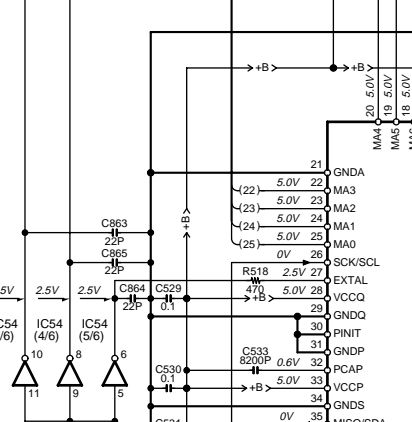 +B
+B
20 5.0V
19 5.0V
18 5.0V
MA4
MA5
21 GNDA
(22) 5.0V 22 MA3
(23) 5.0V 23 MA2
+B
(24) 5.0V 24 MA1
(25) 5.0V 25 MA0
C863
22P
0V 26 SCK/SCL
C865
22P
R518
470
2.5V 27 EXTAL
5V
2.5V
2.5V
C864
22P
C529
0.1
+B
5.0V 28 VCCQ
29 GNDQ
IC54
(4/6)
IC54
(5/6)
30 PINIT
31 GNDP
10
8
6
C533
8200P
0.6V 32 PCAP
C530
0.1
+B
5.0V 33 VCCP
11
9
5
34 GNDS
0V 35